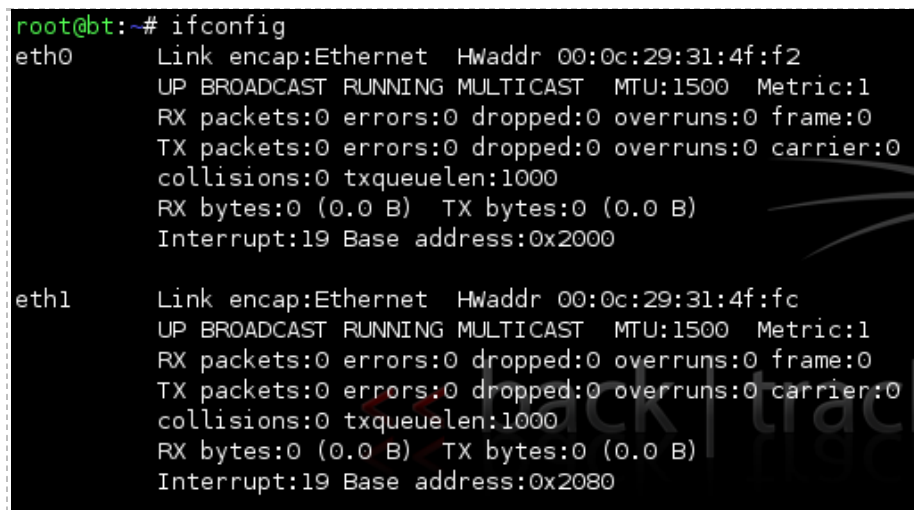 root@bt:~# ifconfig
eth0 Link encap:Ethernet HWaddr 00:0c:29:31:4f:f2
UP BROADCAST RUNNING MULTICAST MTU:1500 Metric:1
RX packets:0 errors:0 dropped:0 overruns:0 frame:0
TX packets:0 errors:0 dropped:0 overruns:0 carrier:0
collisions:0 txqueuelen:1000
RX bytes:0 (0.0 B) TX bytes:0 (0.0 B)
Interrupt:19 Base address:0x2000
eth1 Link encap:Ethernet HWaddr 00:0c:29:31:4f:fc
UP BROADCAST RUNNING MULTICAST MTU:1500 Metric:1
RX packets:0 errors:0 dropped:0 overruns:0 frame:0
TX packets:0 errors:0 dropped:0 overruns:0 carrier:0
collisions:0 txqueuelen:1000
RX bytes:0 (0.0 B) TX bytes:0 (0.0 B)
Interrupt:19 Base address:0x2080
<< back | track